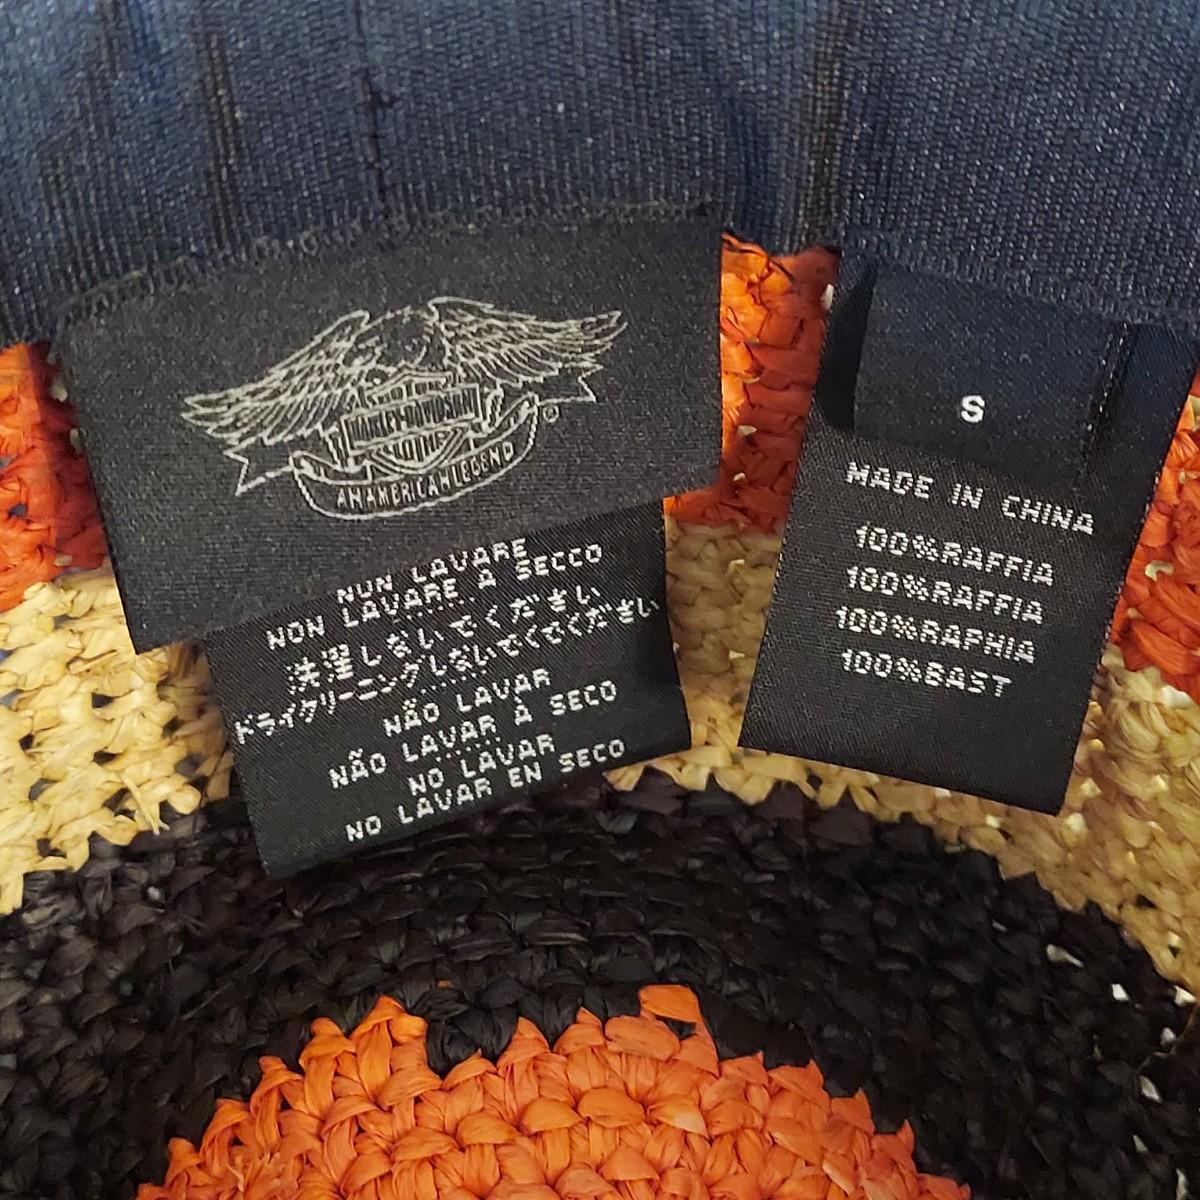 HARLEY-DAVIDSON
AN AMERICAN LEGEND
®
NON LAVARE
NON LAVARE A SECCO
洗濯しないでください
ドライクリーニングしないでくでください
NÃO LAVAR
NÃO LAVAR À SECO
NO LAVAR
NO LAVAR EN SECO
S
MADE IN CHINA
100%RAFFIA
100%RAFFIA
100%RAPHIA
100%BAST